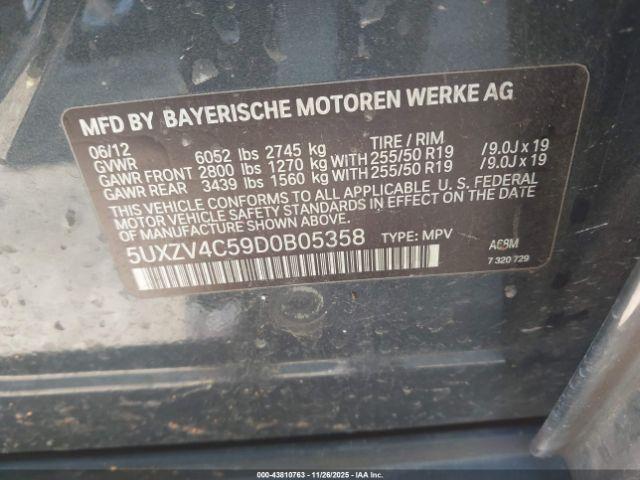 MFD BY BAYERISCHE MOTOREN WERKE AG
06/12 TIRE / RIM
GVWR 6052 lbs 2745 kg
GAWR FRONT 2800 lbs 1270 kg WITH 255/50 R19 /9.0J x 19
GAWR REAR 3439 lbs 1560 kg WITH 255/50 R19 /9.0J x 19
THIS VEHICLE CONFORMS TO ALL APPLICABLE U. S. FEDERAL
MOTOR VEHICLE SAFETY STANDARDS IN EFFECT ON THE DATE
OF MANUFACTURE SHOWN ABOVE.
5UXZV4C59D0B05358 TYPE: MPV A68M
7 320 729
000-43810763 | 11/26/2025 | IAA Inc.